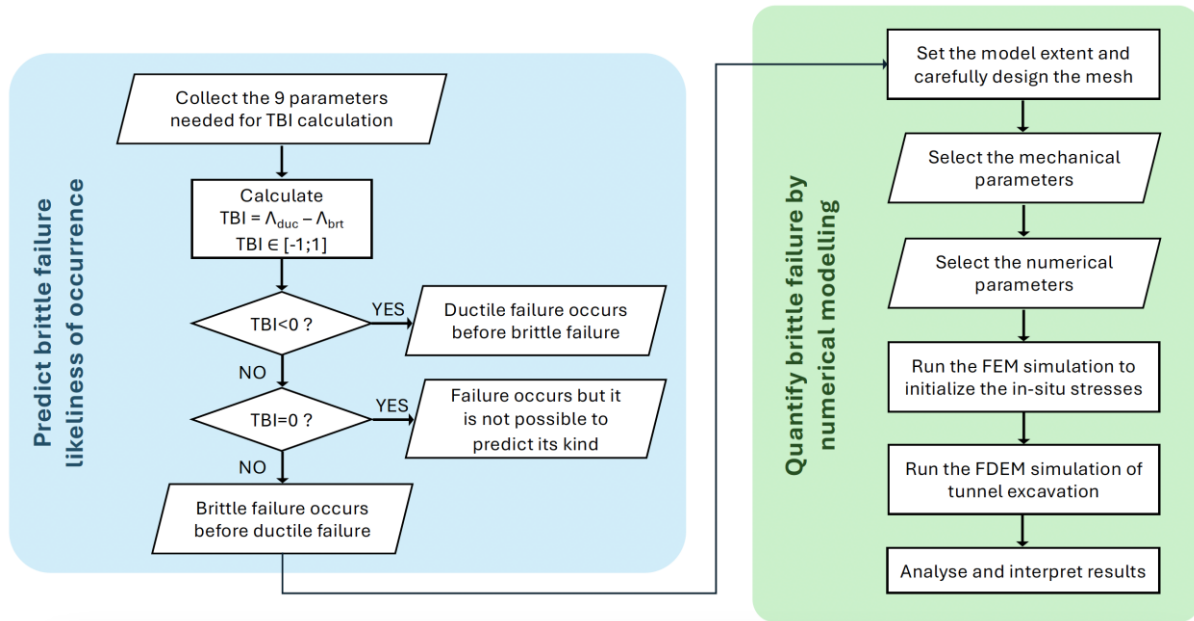 Predict brittle failure
likeliness of occurrence
Collect the 9 parameters
needed for TBI calculation
Calculate
TBI = Λduc – Λbrt
TBI ∈ [-1;1]
TBI<0 ?
YES
Ductile failure occurs
before brittle failure
NO
TBI=0 ?
YES
Failure occurs but it
is not possible to
predict its kind
NO
Brittle failure occurs
before ductile failure
Quantify brittle failure by
numerical modelling
Set the model extent and
carefully design the mesh
Select the mechanical
parameters
Select the numerical
parameters
Run the FEM simulation to
initialize the in-situ stresses
Run the FDEM simulation of
tunnel excavation
Analyse and interpret results